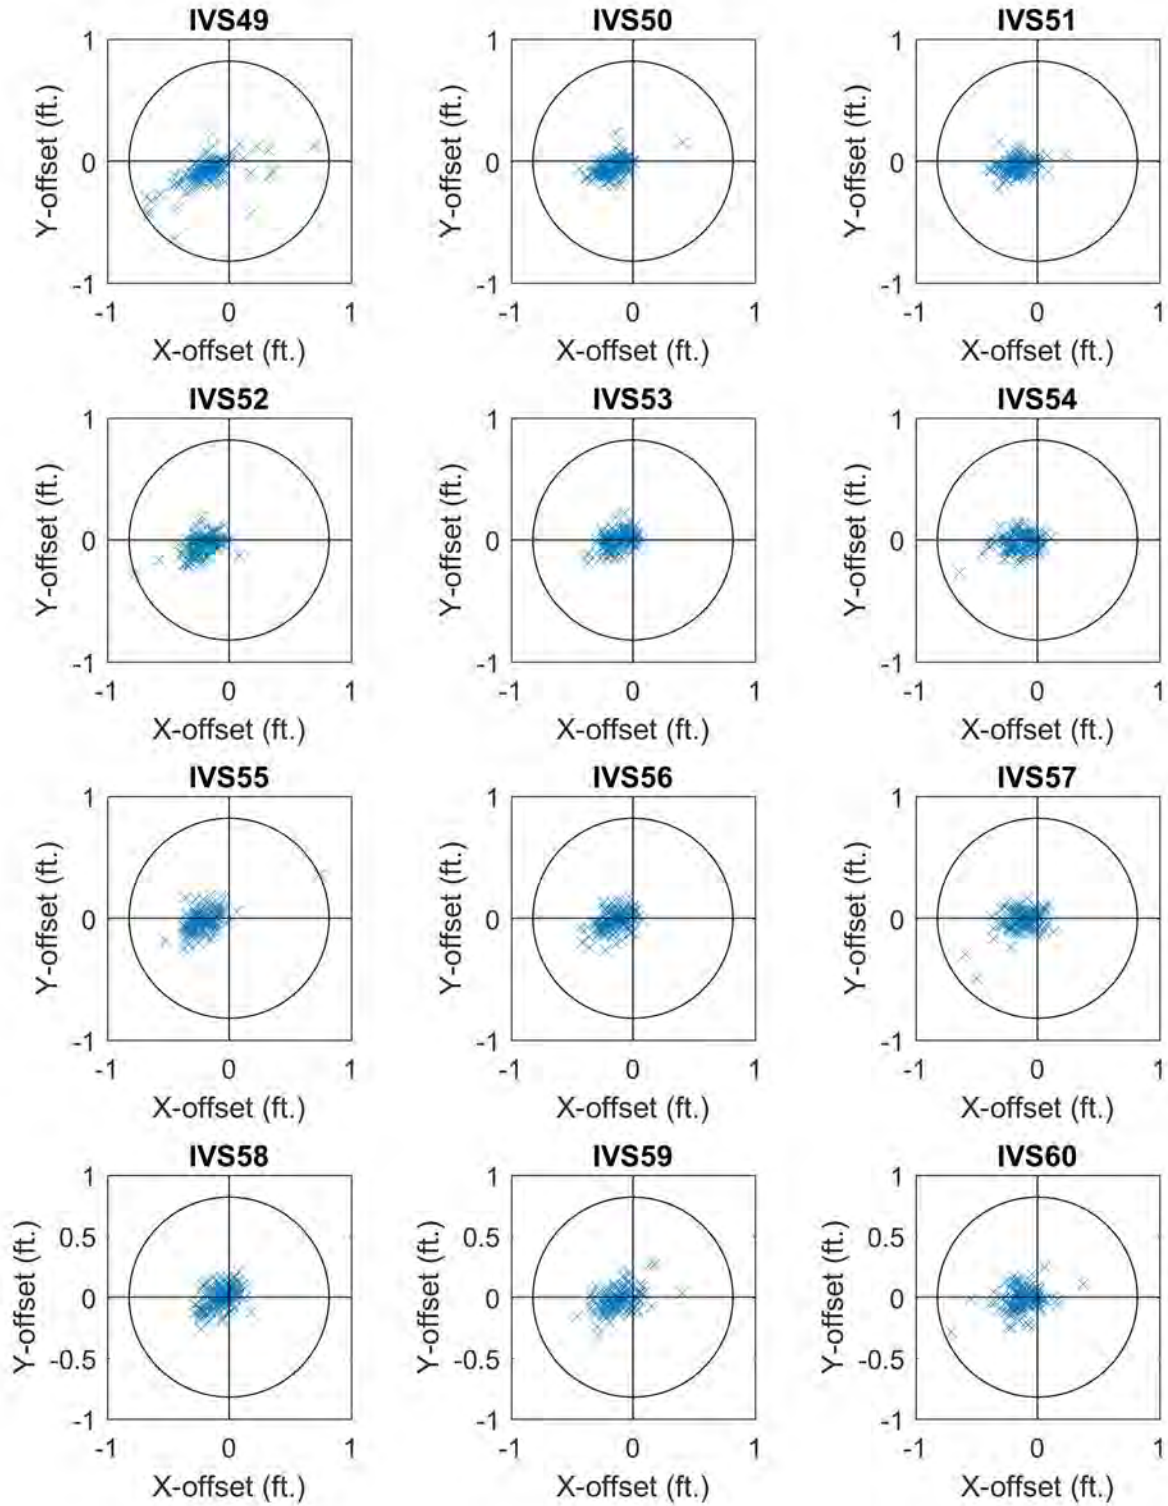 IVS49 IVS50 IVS51
1 1 1
Y-offset (ft.) Y-offset (ft.) Y-offset (ft.)
0 0 0
-1 -1 -1
-1 0 1 -1 0 1 -1 0 1
X-offset (ft.) X-offset (ft.) X-offset (ft.)
IVS52 IVS53 IVS54
1 1 1
Y-offset (ft.) Y-offset (ft.) Y-offset (ft.)
0 0 0
-1 -1 -1
-1 0 1 -1 0 1 -1 0 1
X-offset (ft.) X-offset (ft.) X-offset (ft.)
IVS55 IVS56 IVS57
1 1 1
Y-offset (ft.) Y-offset (ft.) Y-offset (ft.)
0 0 0
-1 -1 -1
-1 0 1 -1 0 1 -1 0 1
X-offset (ft.) X-offset (ft.) X-offset (ft.)
IVS58 IVS59 IVS60
1 1 1
0.5 0.5 0.5
Y-offset (ft.) Y-offset (ft.) Y-offset (ft.)
0 0 0
-0.5 -0.5 -0.5
-1 -1 -1
-1 0 1 -1 0 1 -1 0 1
X-offset (ft.) X-offset (ft.) X-offset (ft.)